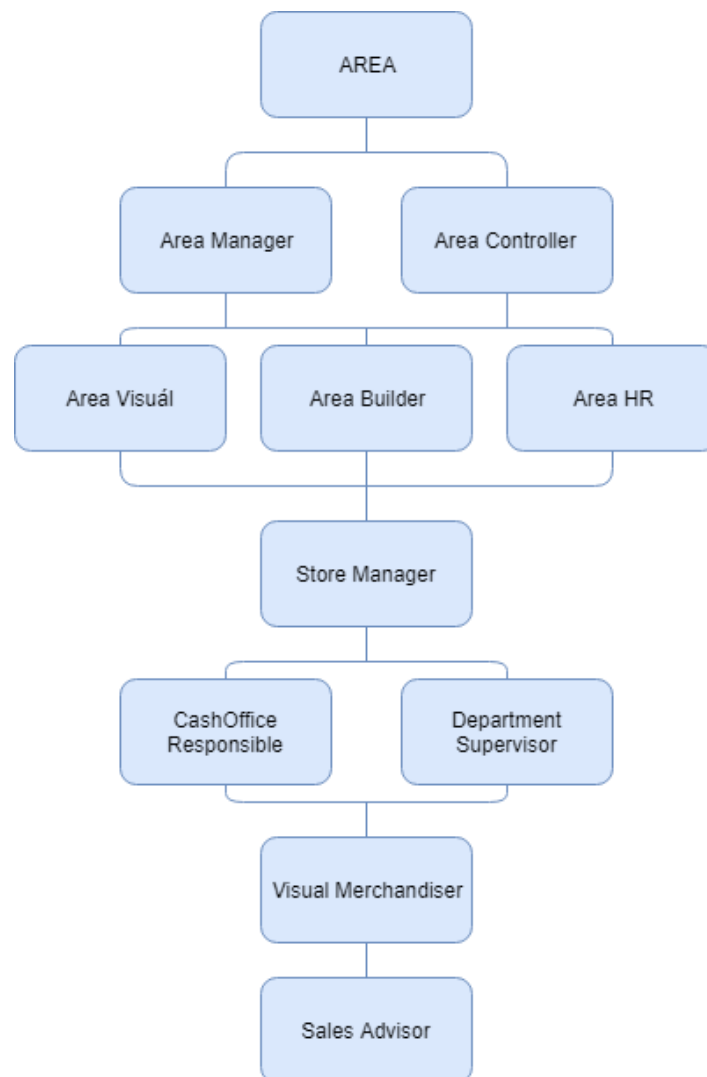 AREA
Area Manager
Area Controller
Area Visuál
Area Builder
Area HR
Store Manager
CashOffice
Responsible
Department
Supervisor
Visual Merchandiser
Sales Advisor